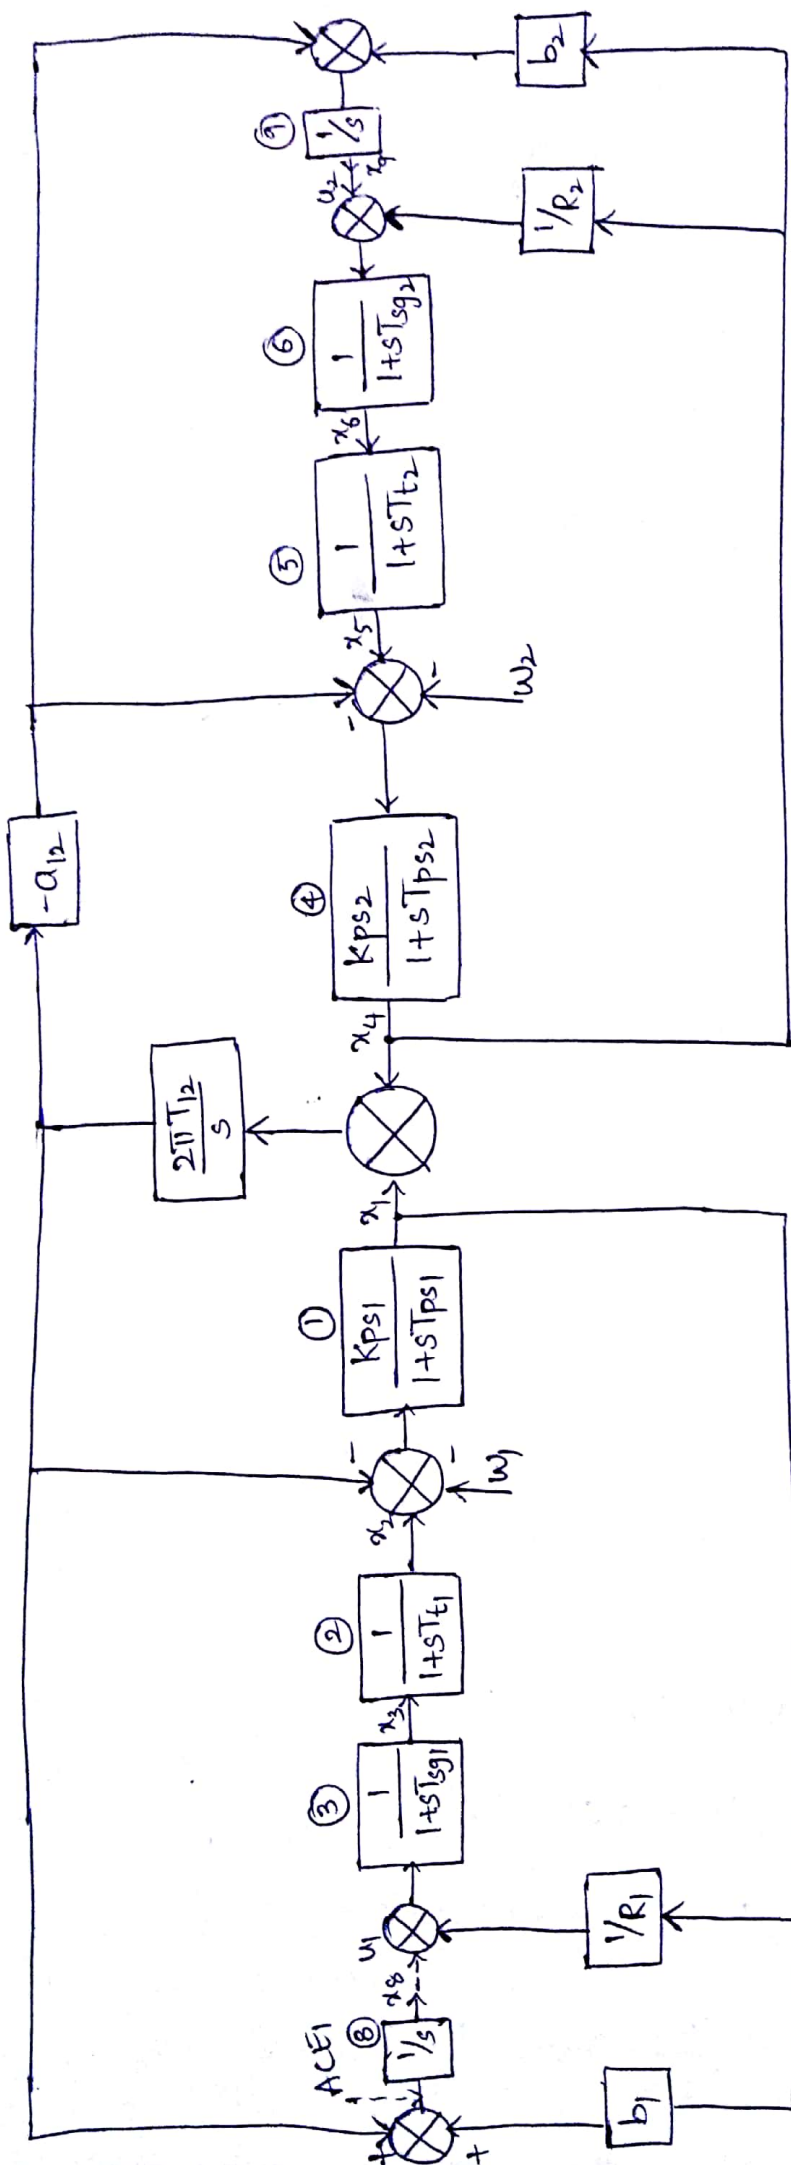 -a₁₂
2πT₁₂
s
ACE1
⑧ ③ ② ① ④ ⑤ ⑥ ⑨
u₁ x₃ x₂ x₁ x₄ x₅ x₆ u₂
1/s x₈
1
1+sTsg1
1
1+sTt1
Kps1
1+sTps1
Kps2
1+sTps2
1
1+sTt2
1
1+sTsg2
x₉ 1/s
+ + - - - -
w₁ w₂
b₁ 1/R₁ 1/R₂ b₂